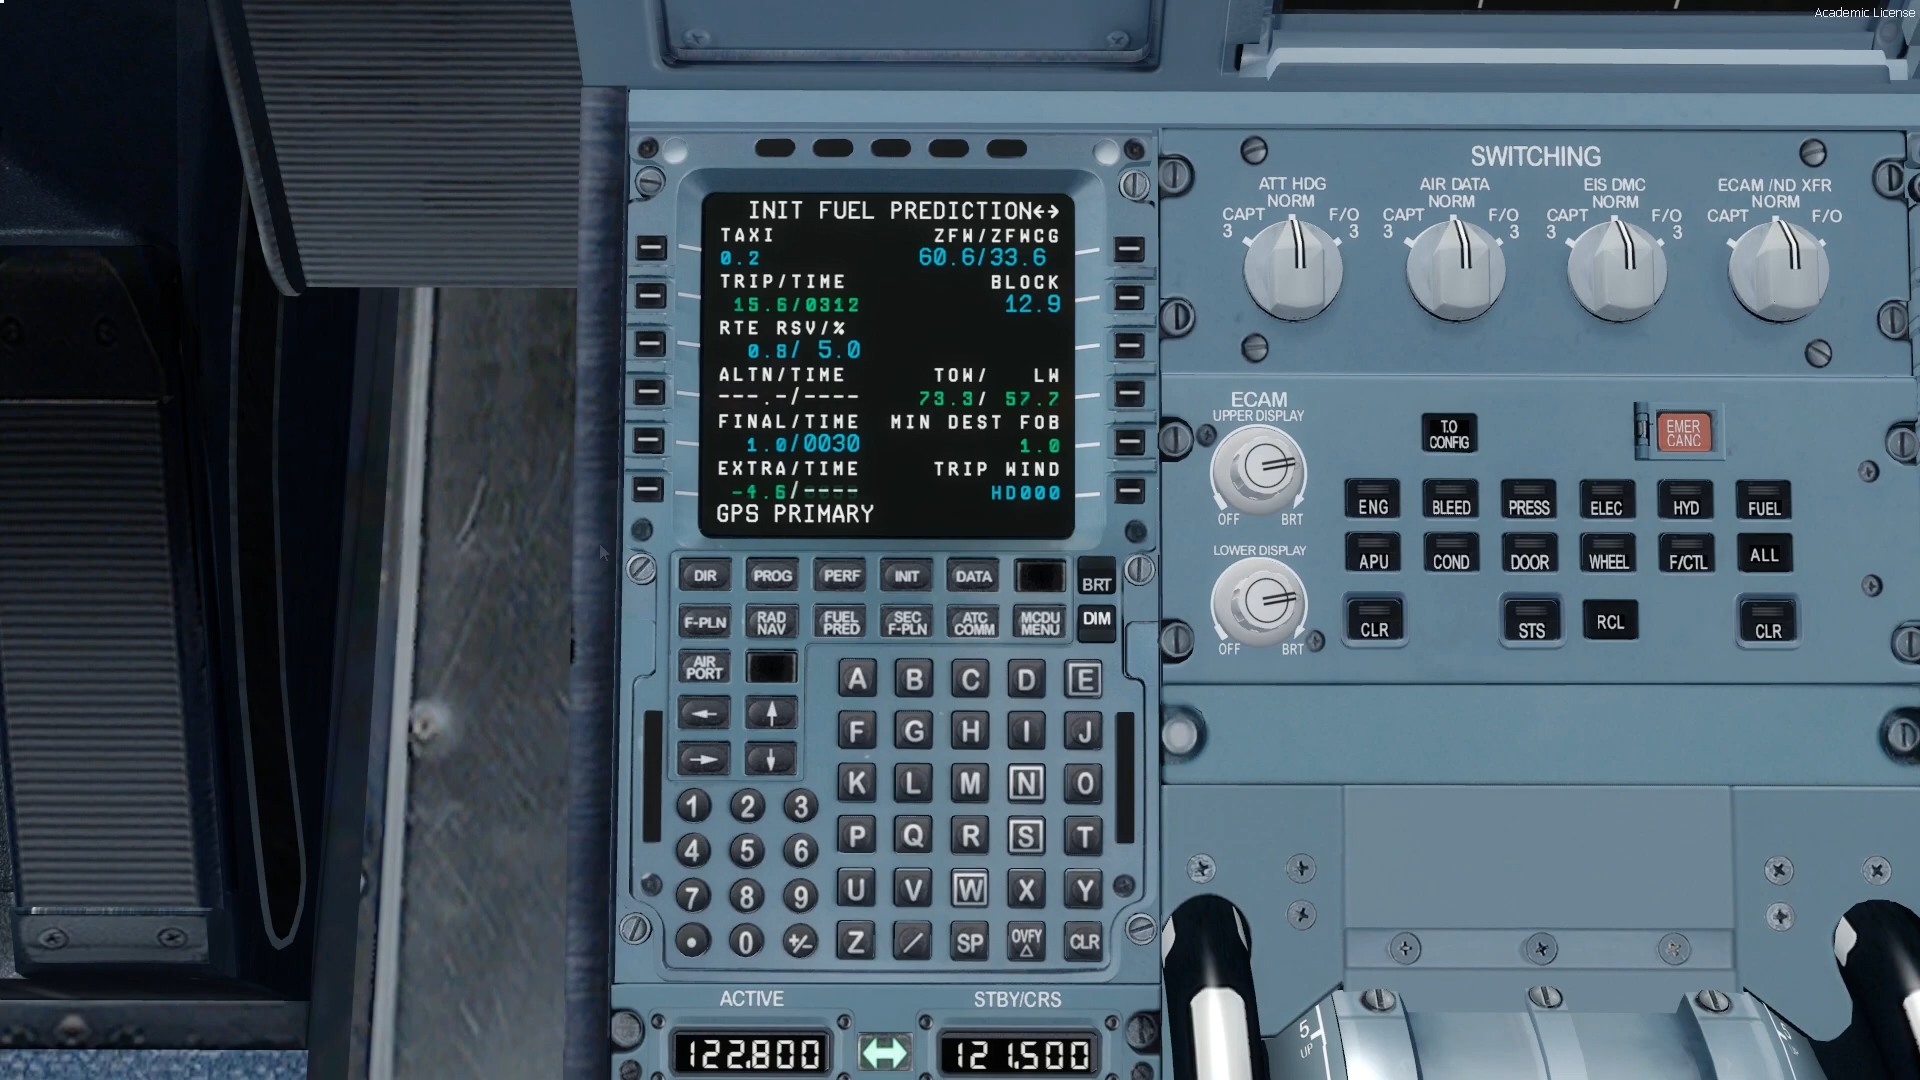 Academic License
INIT FUEL PREDICTION↔
TAXI ZFW/ZFWCG
0.2 60.6/33.6
TRIP/TIME BLOCK
15.6/0312 12.9
RTE RSV/%
0.8/ 5.0
ALTN/TIME TOW/ LW
---.-/---- 73.3/ 57.7
FINAL/TIME MIN DEST FOB
1.0/0030 1.0
EXTRA/TIME TRIP WIND
-4.6/---- HD000
GPS PRIMARY
DIR PROG PERF INIT DATA BRT
F-PLN RAD NAV FUEL PRED SEC F-PLN ATC COMM MCDU MENU DIM
AIR PORT
← ↑
→ ↓
A B C D E
F G H I J
K L M N O
P Q R S T
U V W X Y
Z / SP OVFY △ CLR
1 2 3
4 5 6
7 8 9
. 0 +/-
ACTIVE STBY/CRS
122.800 121.500
SWITCHING
ATT HDG AIR DATA EIS DMC ECAM /ND XFR
NORM NORM NORM NORM
CAPT F/O CAPT F/O CAPT F/O CAPT F/O
3 3 3 3 3 3
ECAM
UPPER DISPLAY
OFF BRT
LOWER DISPLAY
OFF BRT
T.O
CONFIG
EMER
CANC
ENG BLEED PRESS ELEC HYD FUEL
APU COND DOOR WHEEL F/CTL ALL
CLR STS RCL CLR
5
UP